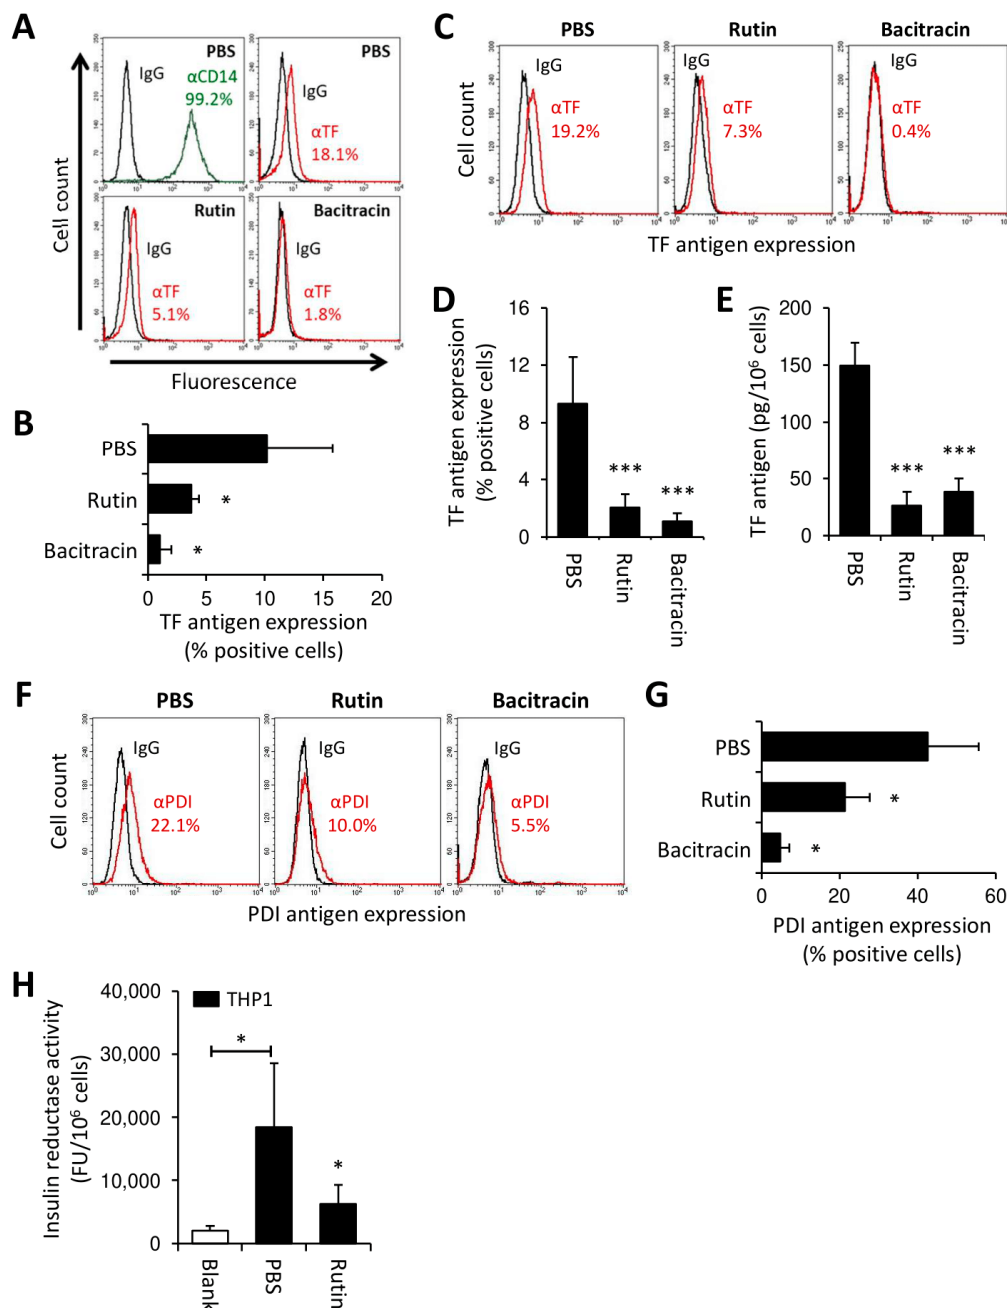 A
PBS
IgG
αCD14
99.2%
PBS
IgG
αTF
18.1%
Rutin
IgG
αTF
5.1%
Bacitracin
IgG
αTF
1.8%
Cell count
Fluorescence
B
PBS
Rutin
*
Bacitracin
*
0 5 10 15 20
TF antigen expression
(% positive cells)
C
PBS
Rutin
Bacitracin
Cell count
IgG
αTF
19.2%
IgG
αTF
7.3%
IgG
αTF
0.4%
TF antigen expression
D
TF antigen expression
(% positive cells)
16
12
8
4
0
***
***
PBS
Rutin
Bacitracin
E
TF antigen (pg/10⁶ cells)
200
150
100
50
0
***
***
PBS
Rutin
Bacitracin
F
PBS
Rutin
Bacitracin
Cell count
IgG
αPDI
22.1%
IgG
αPDI
10.0%
IgG
αPDI
5.5%
PDI antigen expression
G
PBS
Rutin
*
Bacitracin
*
0 20 40 60
PDI antigen expression
(% positive cells)
H
Insulin reductase activity
(FU/10⁶ cells)
40,000
30,000
20,000
10,000
0
THP1
*
*
Blank
PBS
Rutin